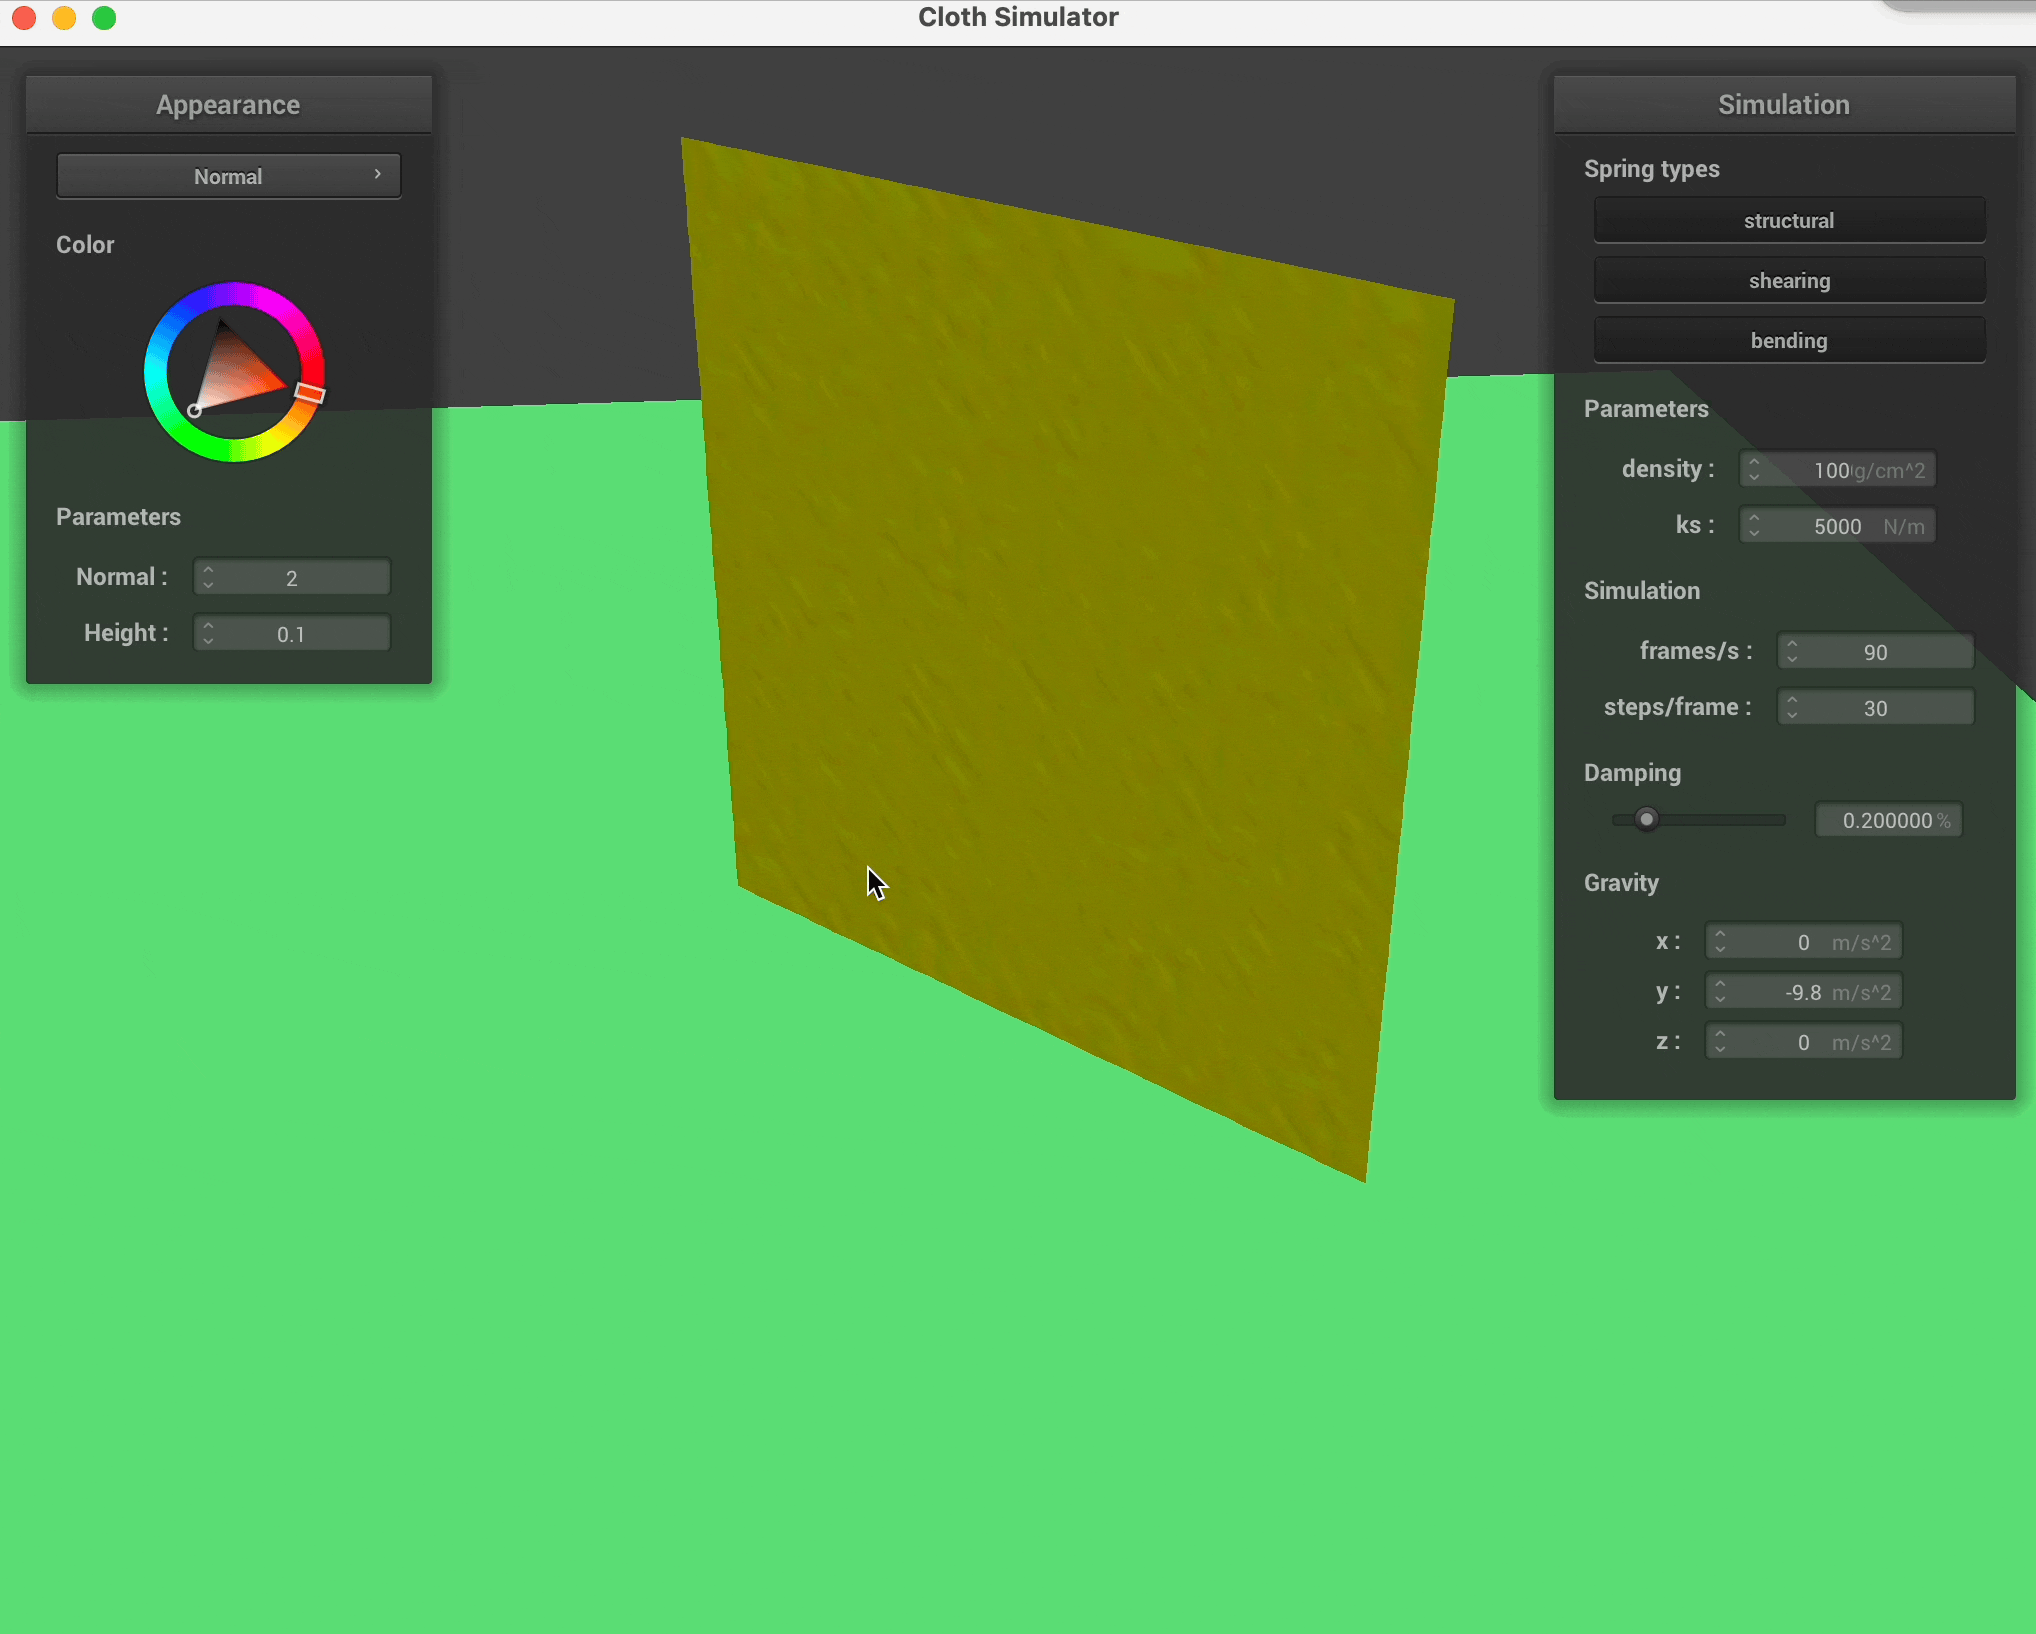 Cloth Simulator
Appearance
Normal
Color
Parameters
Normal : 2
Height : 0.1
Simulation
Spring types
structural
shearing
bending
Parameters
density : 100 g/cm^2
ks : 5000 N/m
Simulation
frames/s : 90
steps/frame : 30
Damping
0.200000 %
Gravity
x : 0 m/s^2
y : -9.8 m/s^2
z : 0 m/s^2